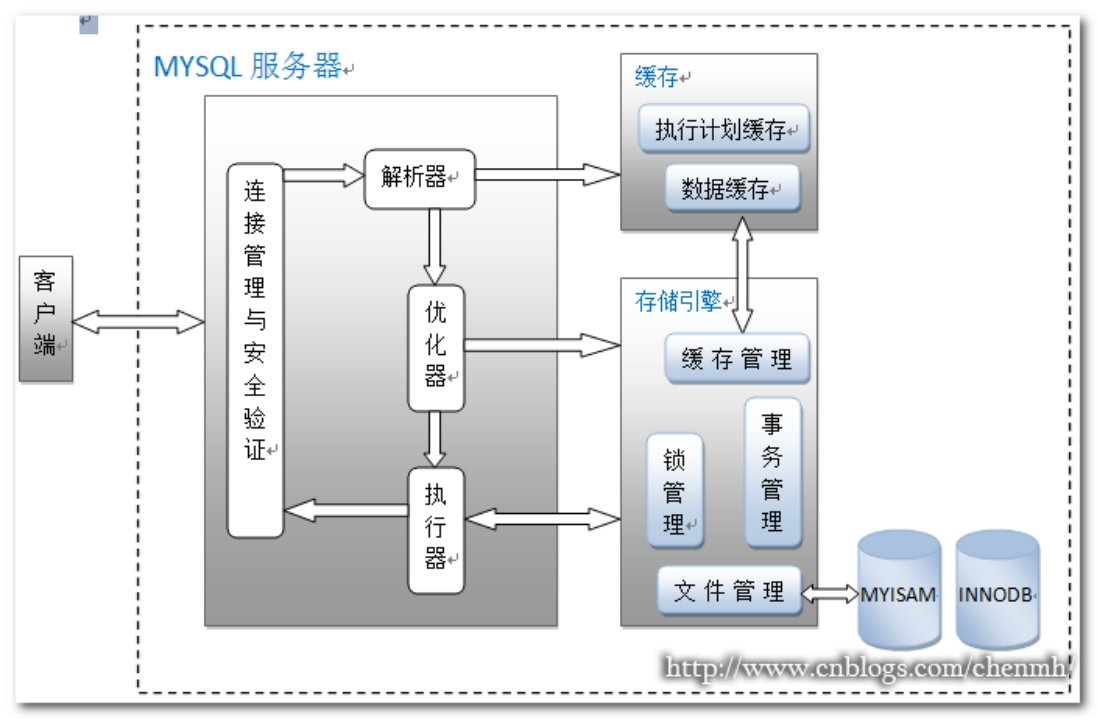 MYSQL 服务器
客户端
连接管理与安全验证
解析器
优化器
执行器
缓存
执行计划缓存
数据缓存
存储引擎
缓存管理
锁管理
事务管理
文件管理
MYISAM
INNODB
http://www.cnblogs.com/chenmh/